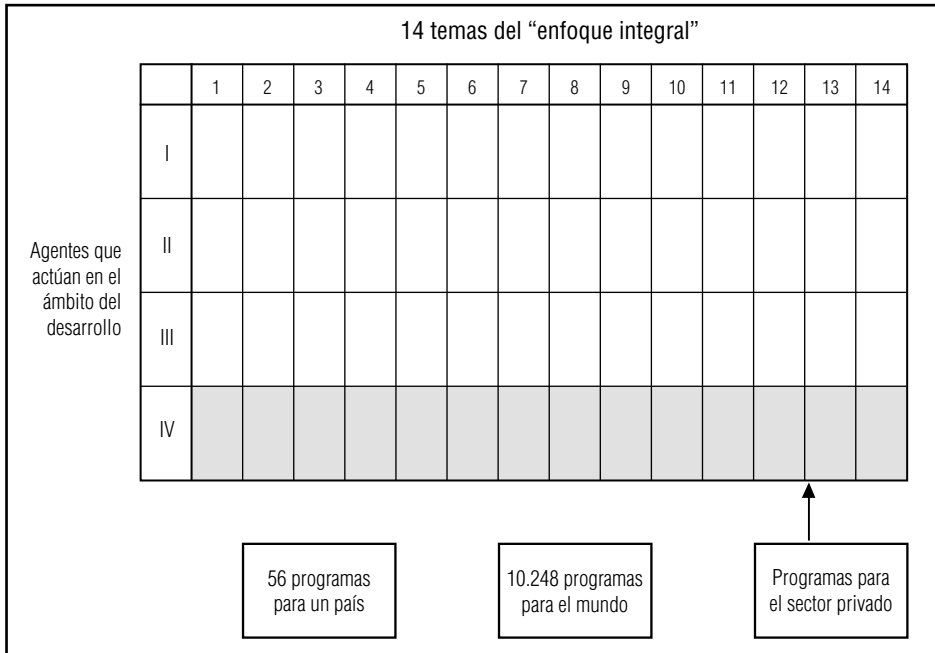 14 temas del “enfoque integral”
1 2 3 4 5 6 7 8 9 10 11 12 13 14
I
II
Agentes que
actúan en el
ámbito del
desarrollo
III
IV
56 programas
para un país
10.248 programas
para el mundo
Programas para
el sector privado